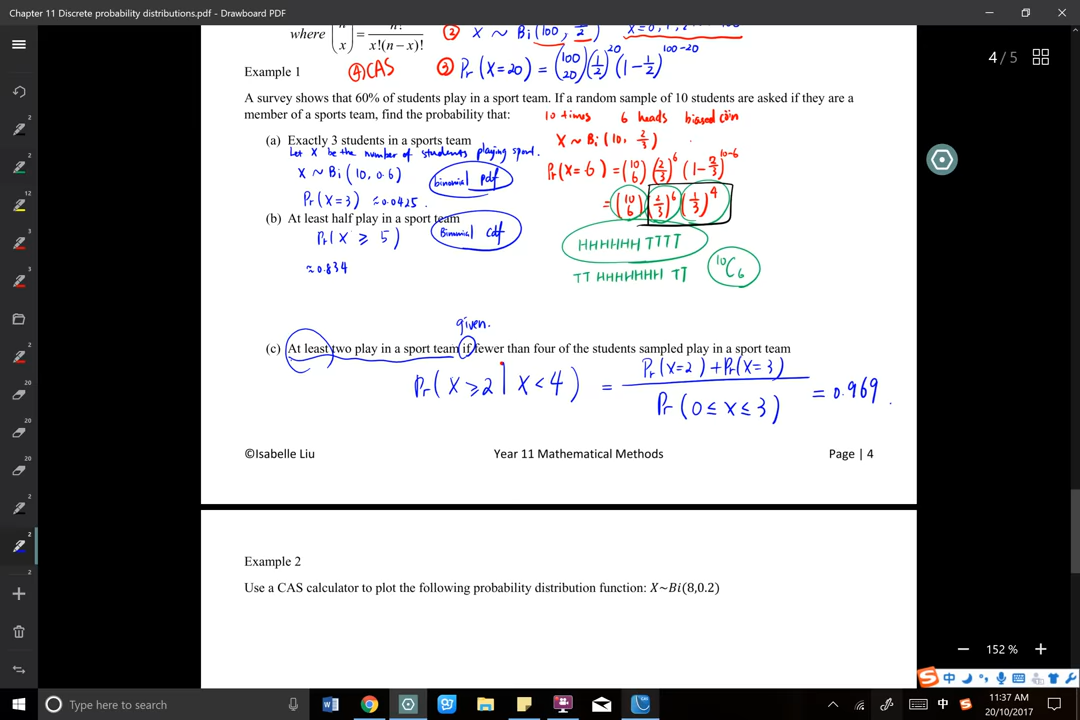 Chapter 11 Discrete probability distributions.pdf - Drawboard PDF
4 / 5
where (n x) = n! / x!(n − x)!
② X ~ Bi(100, 1/2)
Example 1
④ CAS
③ Pr(X=20) = (100 20)(1/2)^20 (1−1/2)^100−20
A survey shows that 60% of students play in a sport team. If a random sample of 10 students are asked if they are a
member of a sports team, find the probability that:
10 times 6 heads biased coin
(a) Exactly 3 students in a sports team
X ~ Bi(10, 2/3)
Let X be the number of students playing sport.
X ~ Bi(10, 0.6)
binomial pdf
Pr(X=6) = (10 6)(2/3)^6 (1−2/3)^10−6
Pr(X=3) ≈0.0425.
= (10 6)(2/3)^6 (1/3)^4
(b) At least half play in a sport team
Pr(X ≥ 5)
Binomial cdf
HHHHHH TTTT
≈0.834
TT HHHHHHH TT
10C6
given.
(c) At least two play in a sport team if fewer than four of the students sampled play in a sport team
Pr(X ≥ 2 | X < 4) = Pr(X=2) + Pr(X=3) / Pr(0 ≤ X ≤ 3) = 0.969.
©Isabelle Liu
Year 11 Mathematical Methods
Page | 4
Example 2
Use a CAS calculator to plot the following probability distribution function: X~Bi(8,0.2)
152 %
Type here to search
11:37 AM
20/10/2017